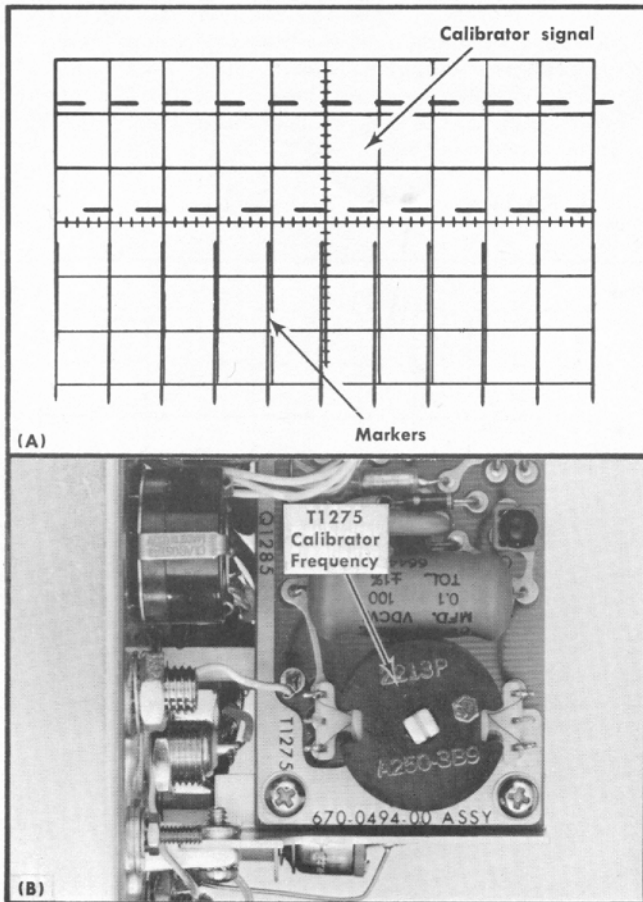 Calibrator signal
Markers
(A)
T1275
Calibrator
Frequency
Q1285
±1%
TOL
100
0.1
VDCW
MFD.
2213P
A250-3B9
T1275
670-0494-00 ASSY
(B)